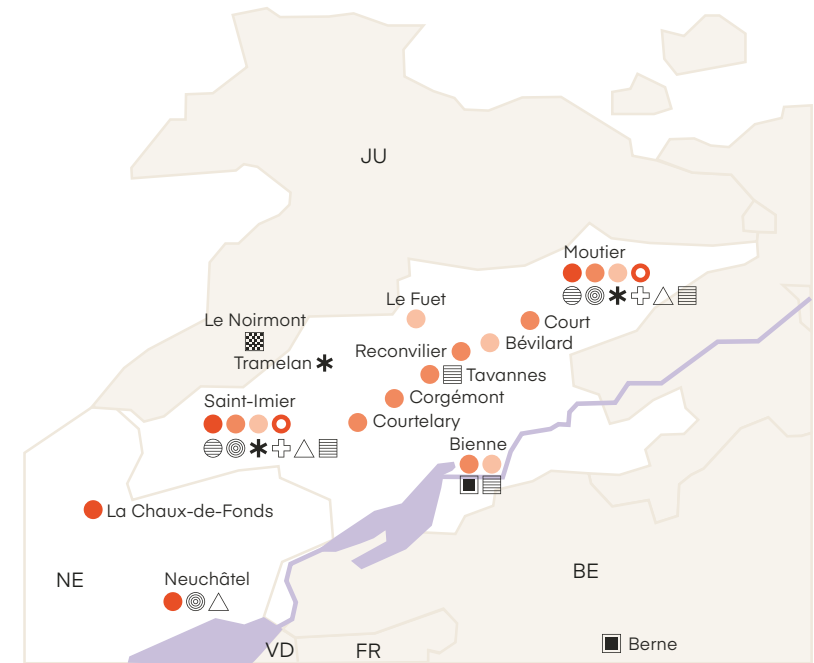 JU
Moutier
Le Fuet
Le Noirmont
Court
Bévilard
Reconvilier
Tramelan
Tavannes
Corgémont
Saint-Imier
Courtelary
Bienne
La Chaux-de-Fonds
NE
Neuchâtel
BE
VD
FR
Berne